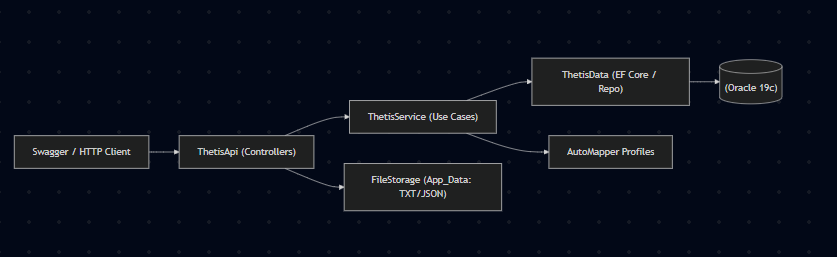 Swagger / HTTP Client
ThetisApi (Controllers)
ThetisService (Use Cases)
FileStorage (App_Data:
TXT/JSON)
ThetisData (EF Core /
Repo)
AutoMapper Profiles
(Oracle 19c)